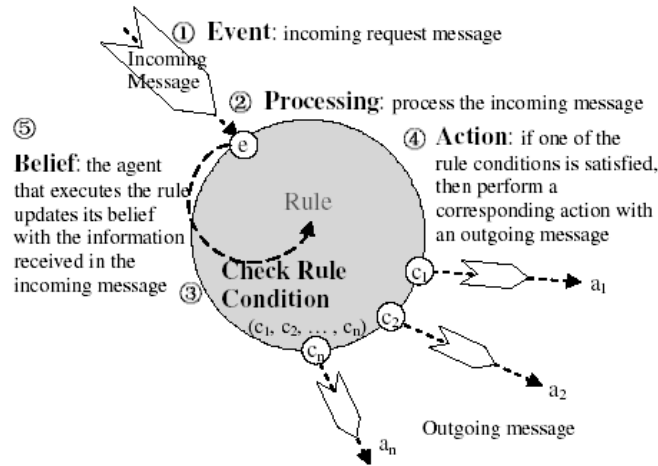 ① Event: incoming request message
Incoming
Message
② Processing: process the incoming message
⑤
Belief: the agent
that executes the rule
updates its belief
with the information
received in the
incoming message
④ Action: if one of the
rule conditions is satisfied,
then perform a
corresponding action with
an outgoing message
e
Rule
③ Check Rule
Condition
(c₁, c₂, … , cₙ)
c₁
a₁
c₂
a₂
cₙ
aₙ
Outgoing message